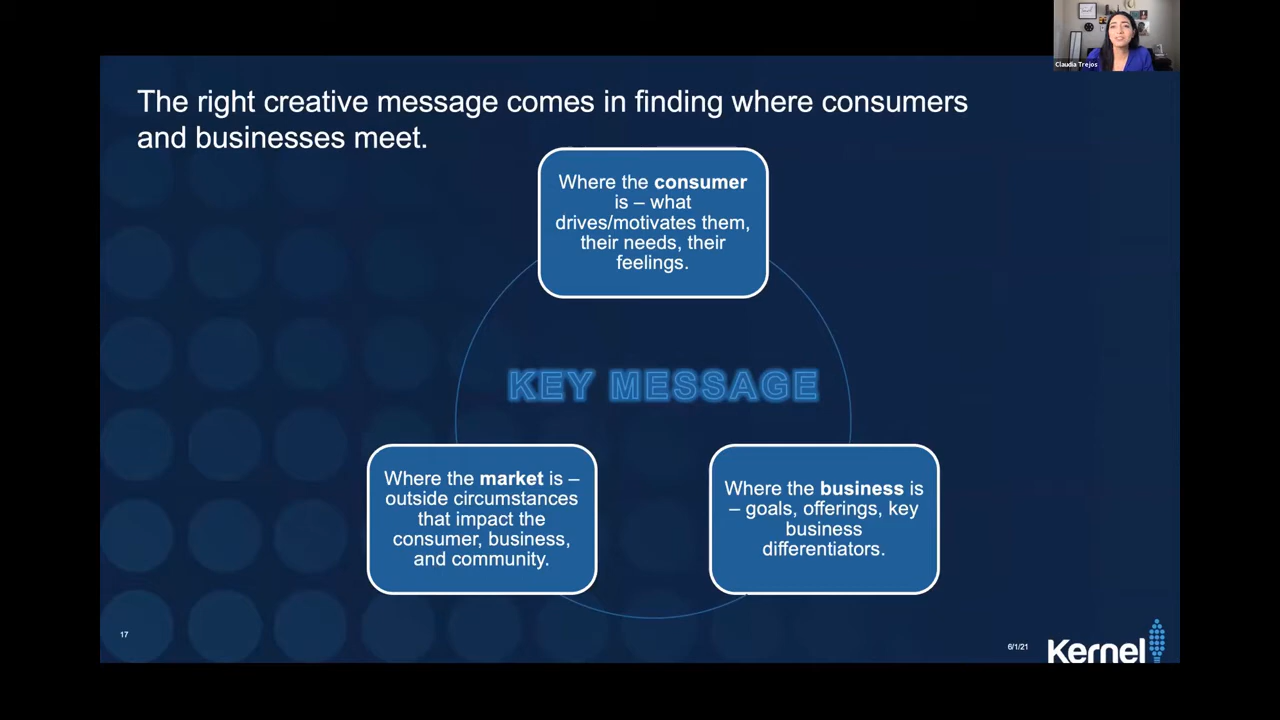 Claudia Trejos
The right creative message comes in finding where consumers
and businesses meet.
Where the consumer
is – what
drives/motivates them,
their needs, their
feelings.
KEY MESSAGE
Where the market is –
outside circumstances
that impact the
consumer, business,
and community.
Where the business is
– goals, offerings, key
business
differentiators.
17
6/1/21
Kernel